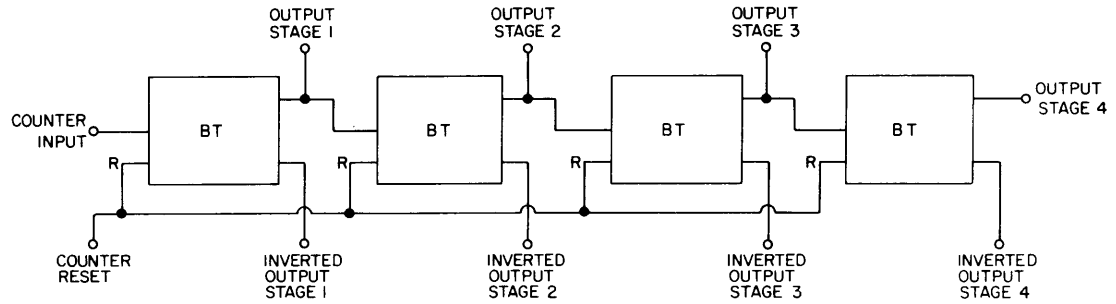 OUTPUT
STAGE 1
OUTPUT
STAGE 2
OUTPUT
STAGE 3
BT
BT
BT
BT
OUTPUT
STAGE 4
COUNTER
INPUT
R
R
R
R
COUNTER
RESET
INVERTED
OUTPUT
STAGE 1
INVERTED
OUTPUT
STAGE 2
INVERTED
OUTPUT
STAGE 3
INVERTED
OUTPUT
STAGE 4